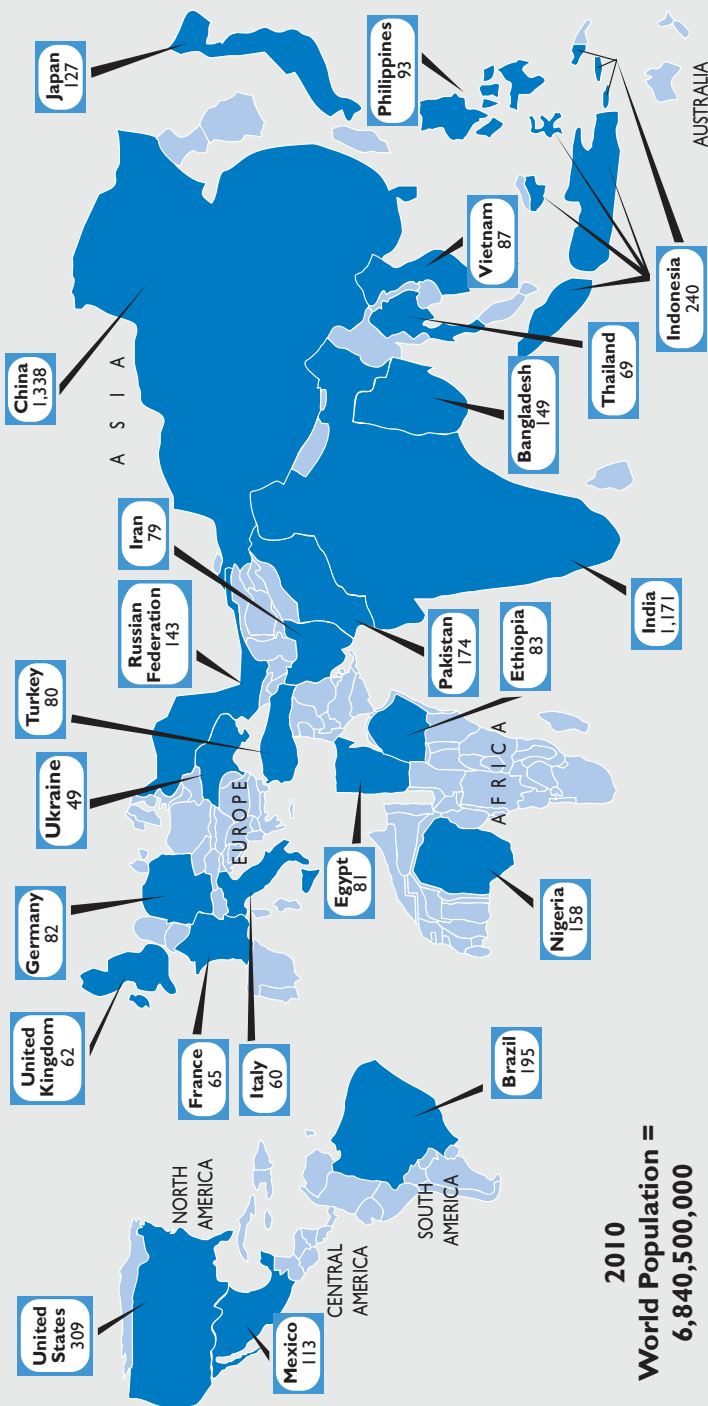 United
States
309
NORTH
AMERICA
Mexico
113
CENTRAL
AMERICA
SOUTH
AMERICA
Brazil
195
United
Kingdom
62
Germany
82
France
65
Italy
60
Ukraine
49
Turkey
80
Russian
Federation
143
Iran
79
EUROPE
Egypt
81
Nigeria
158
AFRICA
Ethiopia
83
Pakistan
174
India
1,171
ASIA
China
1,338
Japan
127
Philippines
93
Vietnam
87
Bangladesh
149
Thailand
69
Indonesia
240
AUSTRALIA
2010
World Population =
6,840,500,000